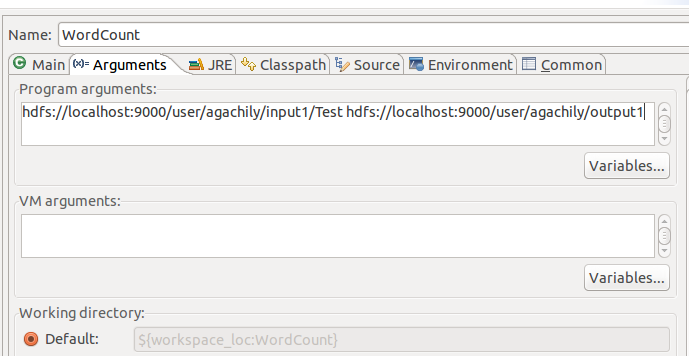 Name: WordCount
Main (x)= Arguments JRE Classpath Source Environment Common
Program arguments:
hdfs://localhost:9000/user/agachily/input1/Test hdfs://localhost:9000/user/agachily/output1
Variables...
VM arguments:
Variables...
Working directory:
Default: ${workspace_loc:WordCount}